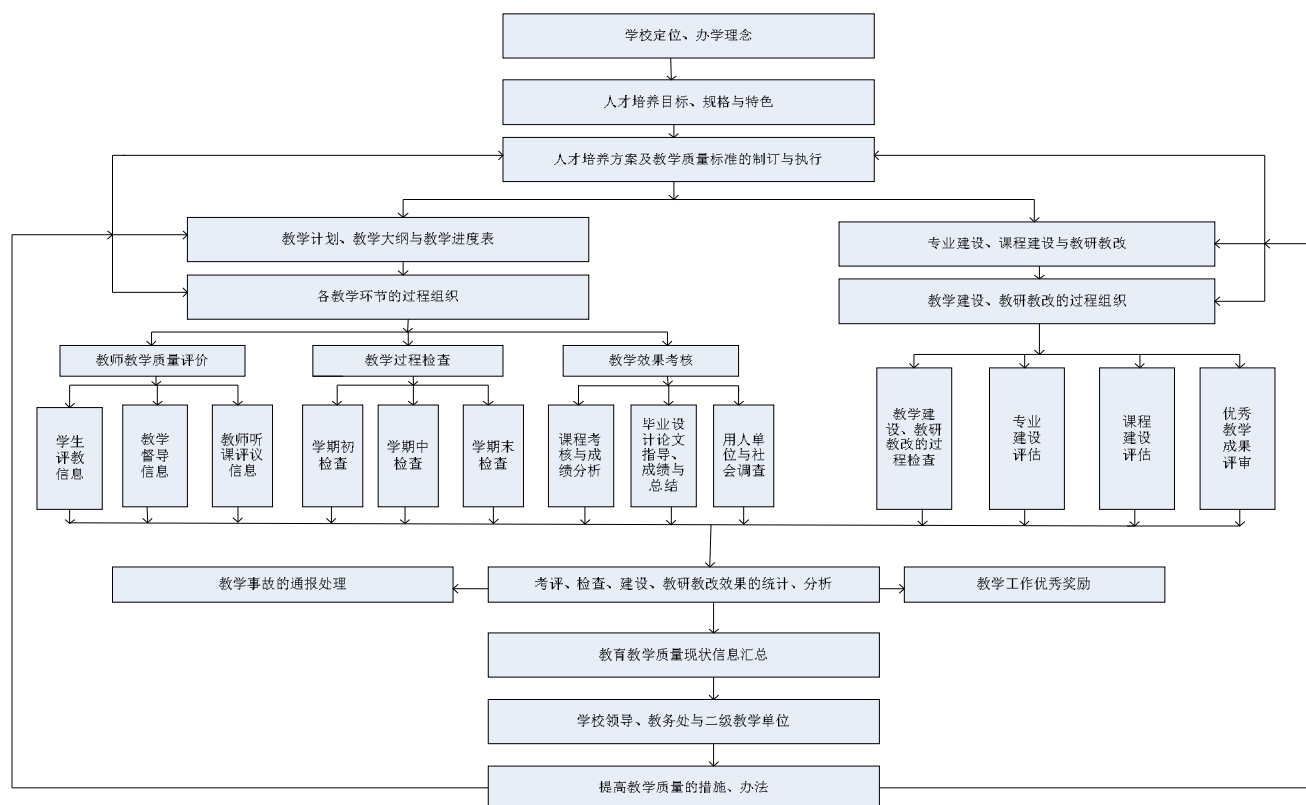 学校定位、办学理念
人才培养目标、规格与特色
人才培养方案及教学质量标准的制订与执行
教学计划、教学大纲与教学进度表
专业建设、课程建设与教研教改
各教学环节的过程组织
教学建设、教研教改的过程组织
教师教学质量评价
教学过程检查
教学效果考核
学生
评教
信息
教学
督导
信息
教师听
课评议
信息
学期初
检查
学期中
检查
学期末
检查
课程考
核与成
绩分析
毕业设
计论文
指导、
成绩与
总结
用人单
位与社
会调查
教学建
设、教研
教改的过
程检查
专业
建设
评估
课程
建设
评估
优秀
教学
成果
评审
教学事故的通报处理
考评、检查、建设、教研教改效果的统计、分析
教学工作优秀奖励
教育教学质量现状信息汇总
学校领导、教务处与二级教学单位
提高教学质量的措施、办法